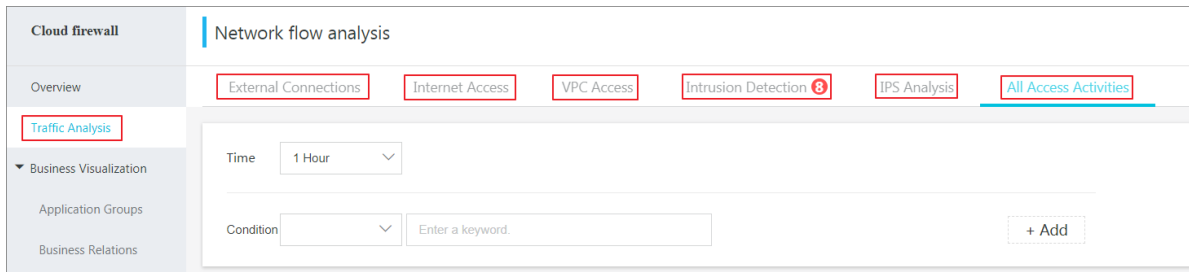 Cloud firewall
Network flow analysis
Overview
External Connections
Internet Access
VPC Access
Intrusion Detection 8
IPS Analysis
All Access Activities
Traffic Analysis
Business Visualization
Time
1 Hour
Application Groups
Condition
Enter a keyword.
+ Add
Business Relations